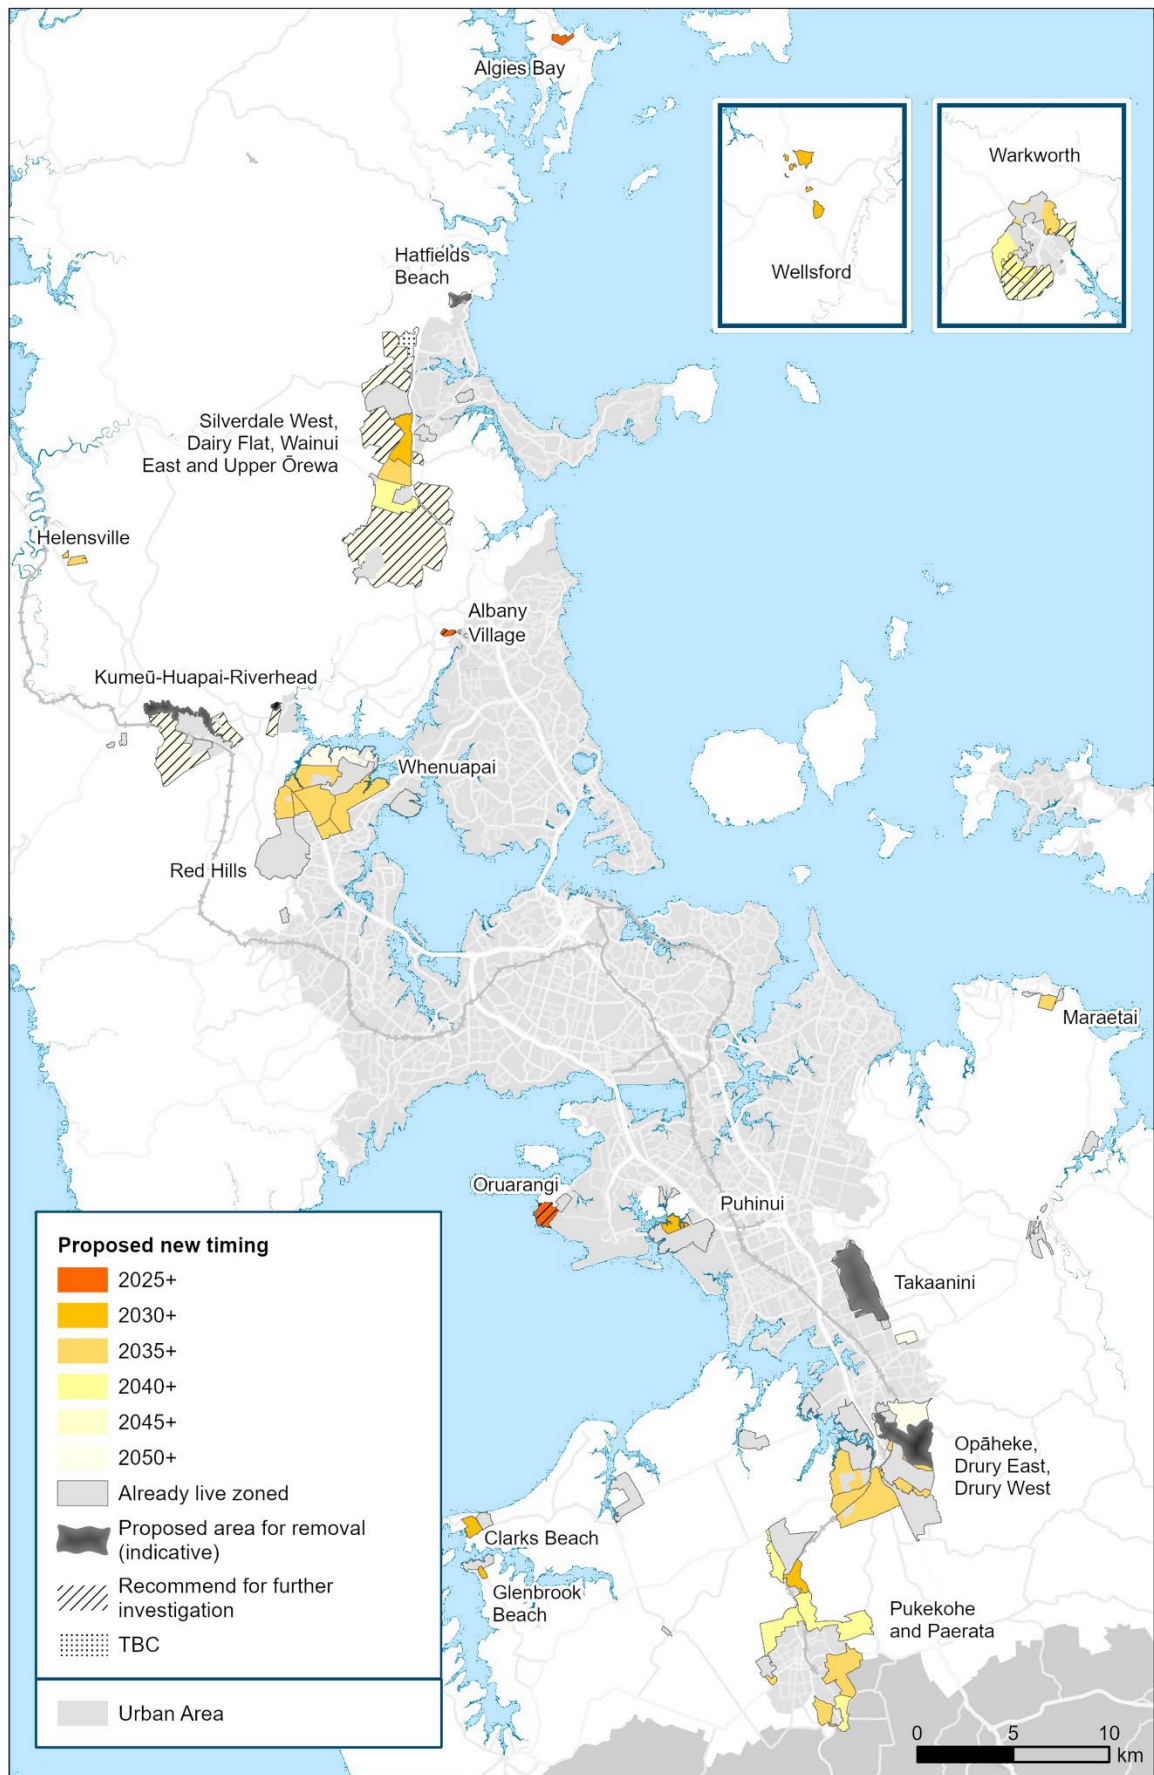 Algies Bay
Warkworth
Wellsford
Hatfields
Beach
Silverdale West,
Dairy Flat, Wainui
East and Upper Ōrewa
Helensville
Albany
Village
Kumeū-Huapai-Riverhead
Whenuapai
Red Hills
Maraetai
Oruarangi
Puhinui
Takaanini
Opāheke,
Drury East,
Drury West
Clarks Beach
Glenbrook
Beach
Pukekohe
and Paerata
Proposed new timing
2025+
2030+
2035+
2040+
2045+
2050+
Already live zoned
Proposed area for removal
(indicative)
Recommend for further
investigation
TBC
Urban Area
0 5 10
km